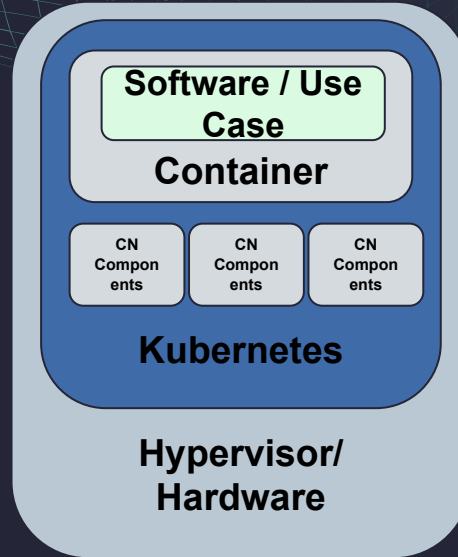 Software / Use
Case
Container
CN
Compon
ents
CN
Compon
ents
CN
Compon
ents
Kubernetes
Hypervisor/
Hardware